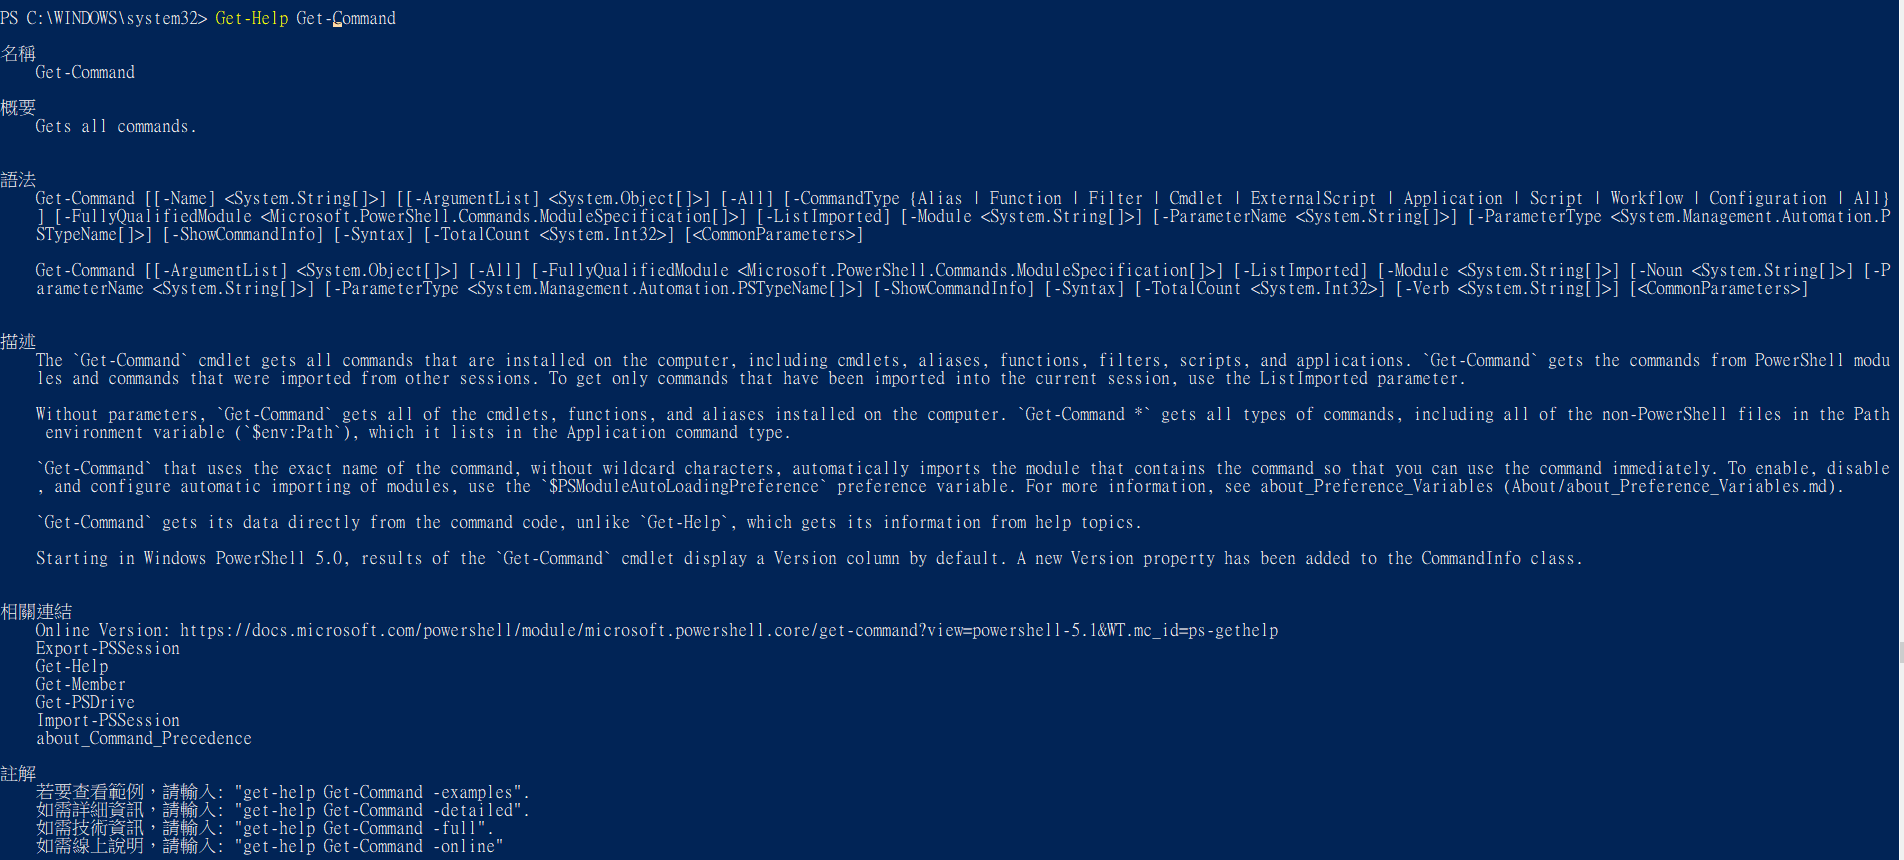 PS C:\WINDOWS\system32> Get-Help Get-Command
名稱
Get-Command
概要
Gets all commands.
語法
Get-Command [[-Name] <System.String[]>] [[-ArgumentList] <System.Object[]>] [-All] [-CommandType {Alias | Function | Filter | Cmdlet | ExternalScript | Application | Script | Workflow | Configuration | All}
] [-FullyQualifiedModule <Microsoft.PowerShell.Commands.ModuleSpecification[]>] [-ListImported] [-Module <System.String[]>] [-ParameterName <System.String[]>] [-ParameterType <System.Management.Automation.P
STypeName[]>] [-ShowCommandInfo] [-Syntax] [-TotalCount <System.Int32>] [<CommonParameters>]
Get-Command [[-ArgumentList] <System.Object[]>] [-All] [-FullyQualifiedModule <Microsoft.PowerShell.Commands.ModuleSpecification[]>] [-ListImported] [-Module <System.String[]>] [-Noun <System.String[]>] [-P
arameterName <System.String[]>] [-ParameterType <System.Management.Automation.PSTypeName[]>] [-ShowCommandInfo] [-Syntax] [-TotalCount <System.Int32>] [-Verb <System.String[]>] [<CommonParameters>]
描述
The `Get-Command` cmdlet gets all commands that are installed on the computer, including cmdlets, aliases, functions, filters, scripts, and applications. `Get-Command` gets the commands from PowerShell modu
les and commands that were imported from other sessions. To get only commands that have been imported into the current session, use the ListImported parameter.
Without parameters, `Get-Command` gets all of the cmdlets, functions, and aliases installed on the computer. `Get-Command *` gets all types of commands, including all of the non-PowerShell files in the Path
environment variable (`$env:Path`), which it lists in the Application command type.
`Get-Command` that uses the exact name of the command, without wildcard characters, automatically imports the module that contains the command so that you can use the command immediately. To enable, disable
, and configure automatic importing of modules, use the `$PSModuleAutoLoadingPreference` preference variable. For more information, see about_Preference_Variables (About/about_Preference_Variables.md).
`Get-Command` gets its data directly from the command code, unlike `Get-Help`, which gets its information from help topics.
Starting in Windows PowerShell 5.0, results of the `Get-Command` cmdlet display a Version column by default. A new Version property has been added to the CommandInfo class.
相關連結
Online Version: https://docs.microsoft.com/powershell/module/microsoft.powershell.core/get-command?view=powershell-5.1&WT.mc_id=ps-gethelp
Export-PSSession
Get-Help
Get-Member
Get-PSDrive
Import-PSSession
about_Command_Precedence
註解
若要查看範例，請輸入: "get-help Get-Command -examples".
如需詳細資訊，請輸入: "get-help Get-Command -detailed".
如需技術資訊，請輸入: "get-help Get-Command -full".
如需線上說明，請輸入: "get-help Get-Command -online"